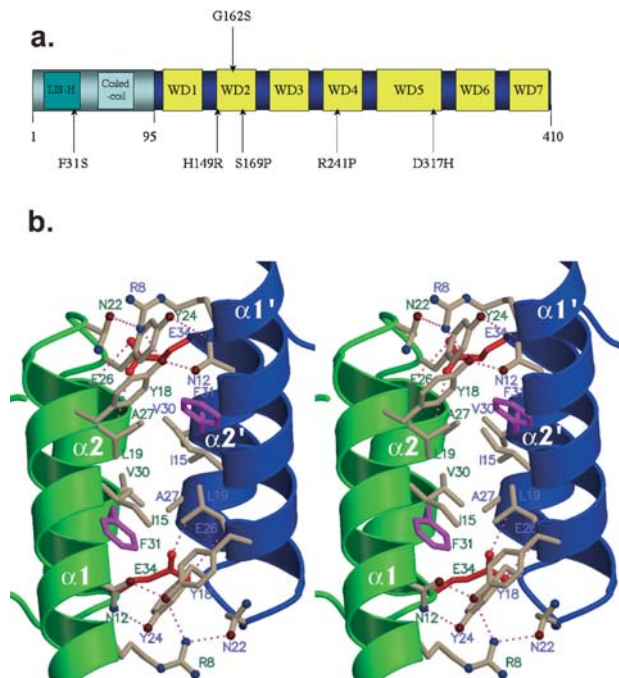 a.
G162S
LIS-H Coiled-coil WD1 WD2 WD3 WD4 WD5 WD6 WD7
1 95 410
F31S H149R S169P R241P D317H
b.
R8 R8
N22 Y24 α1' N22 Y24 α1'
E34 E34
E26 Y18 N12 E26 Y18 N12
A27 V30 F31 A27 V30 F31
α2 α2' α2 α2'
L19 L19
V30 I15 V30 I15
A27 L19 A27 L19
I15 E26 I15 E26
F31 F31
α1 E34 α1 E34
Y18 Y18
N12 Y24 N22 N12 Y24 N22
R8 R8